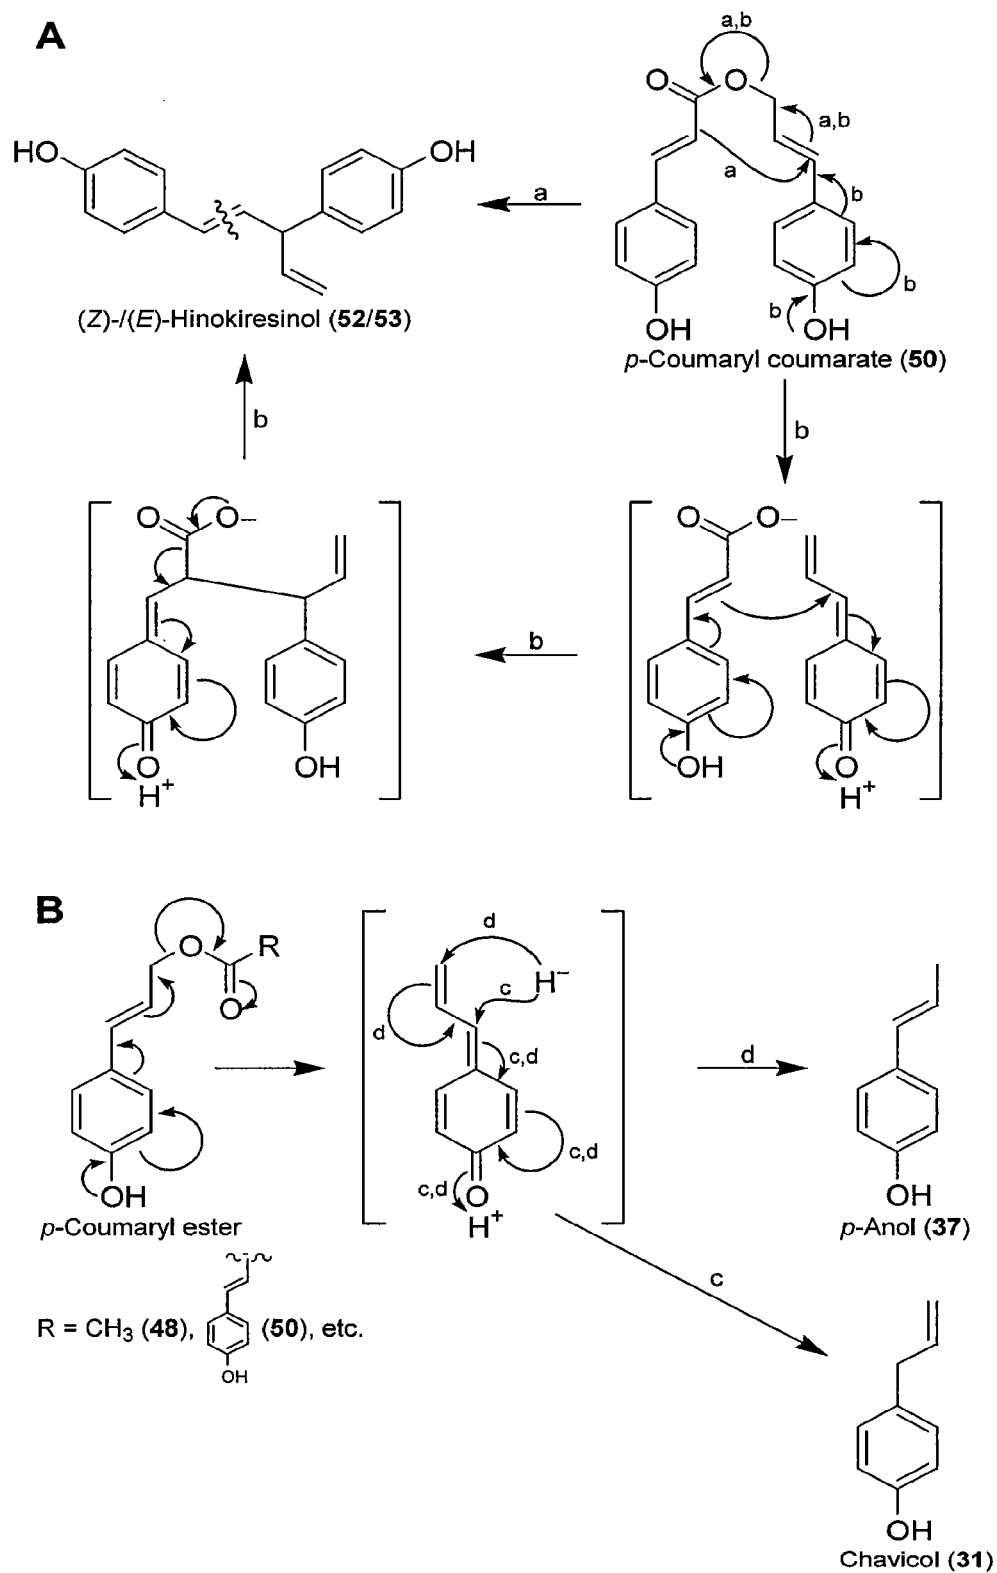 A
a,b
O
O
a,b
a
b
b
b
HO
OH
a
OH
OH
(Z)-/(E)-Hinokiresinol (52/53)
p-Coumaryl coumarate (50)
b
b
O
O–
O
O–
b
O
H+
OH
OH
O
H+
B
O
R
O
OH
p-Coumaryl ester
d
H–
c
d
c,d
c,d
c,d
O
H+
d
OH
p-Anol (37)
c
R = CH3 (48), (50), etc.
OH
OH
Chavicol (31)